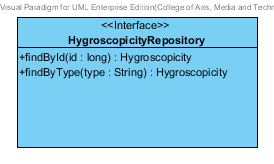 Visual Paradigm for UML Enterprise Edition(College of Arts, Media and Techn
<<Interface>>
HygroscopicityRepository
+findById(id : long) : Hygroscopicity
+findByType(type : String) : Hygroscopicity